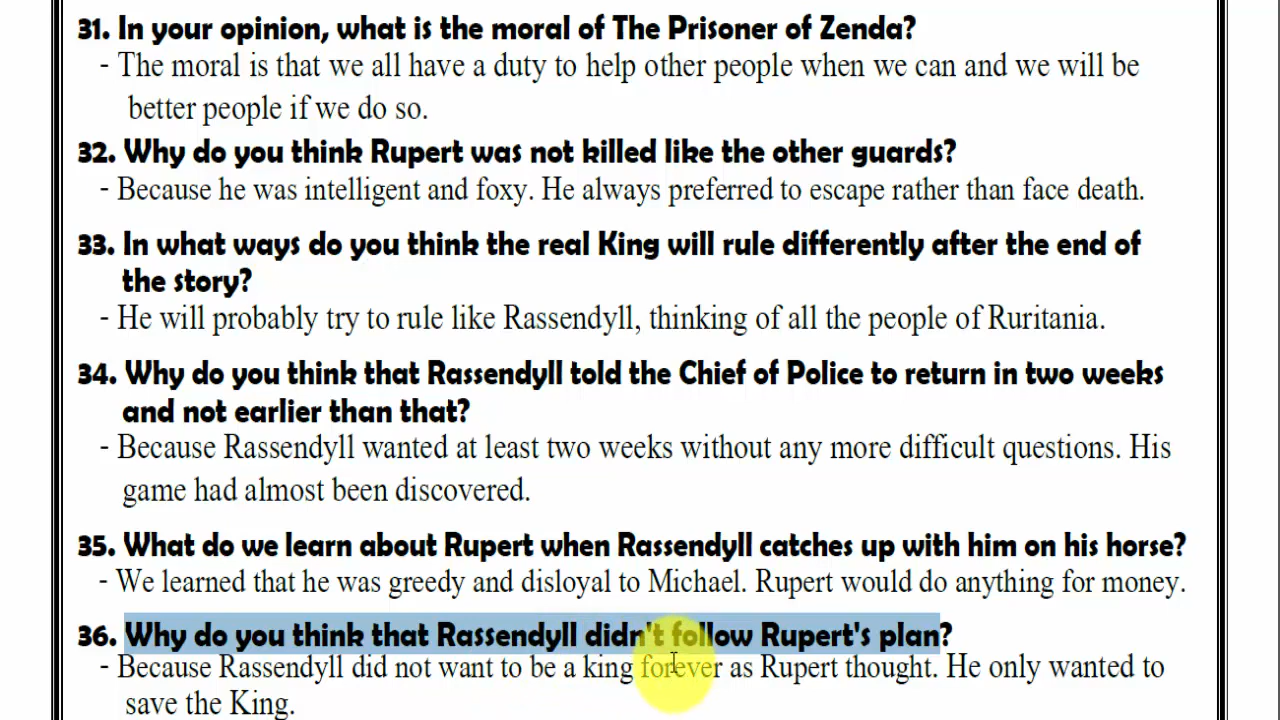 31. In your opinion, what is the moral of The Prisoner of Zenda?
- The moral is that we all have a duty to help other people when we can and we will be
better people if we do so.
32. Why do you think Rupert was not killed like the other guards?
- Because he was intelligent and foxy. He always preferred to escape rather than face death.
33. In what ways do you think the real King will rule differently after the end of
the story?
- He will probably try to rule like Rassendyll, thinking of all the people of Ruritania.
34. Why do you think that Rassendyll told the Chief of Police to return in two weeks
and not earlier than that?
- Because Rassendyll wanted at least two weeks without any more difficult questions. His
game had almost been discovered.
35. What do we learn about Rupert when Rassendyll catches up with him on his horse?
- We learned that he was greedy and disloyal to Michael. Rupert would do anything for money.
36. Why do you think that Rassendyll didn't follow Rupert's plan?
- Because Rassendyll did not want to be a king forever as Rupert thought. He only wanted to
save the King.